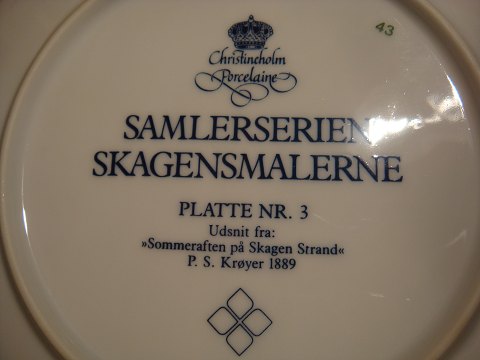 43
Christineholm
Porcelaine
SAMLERSERIEN
SKAGENSMALERNE
PLATTE NR. 3
Udsnit fra:
»Sommeraften på Skagen Strand«
P. S. Krøyer 1889